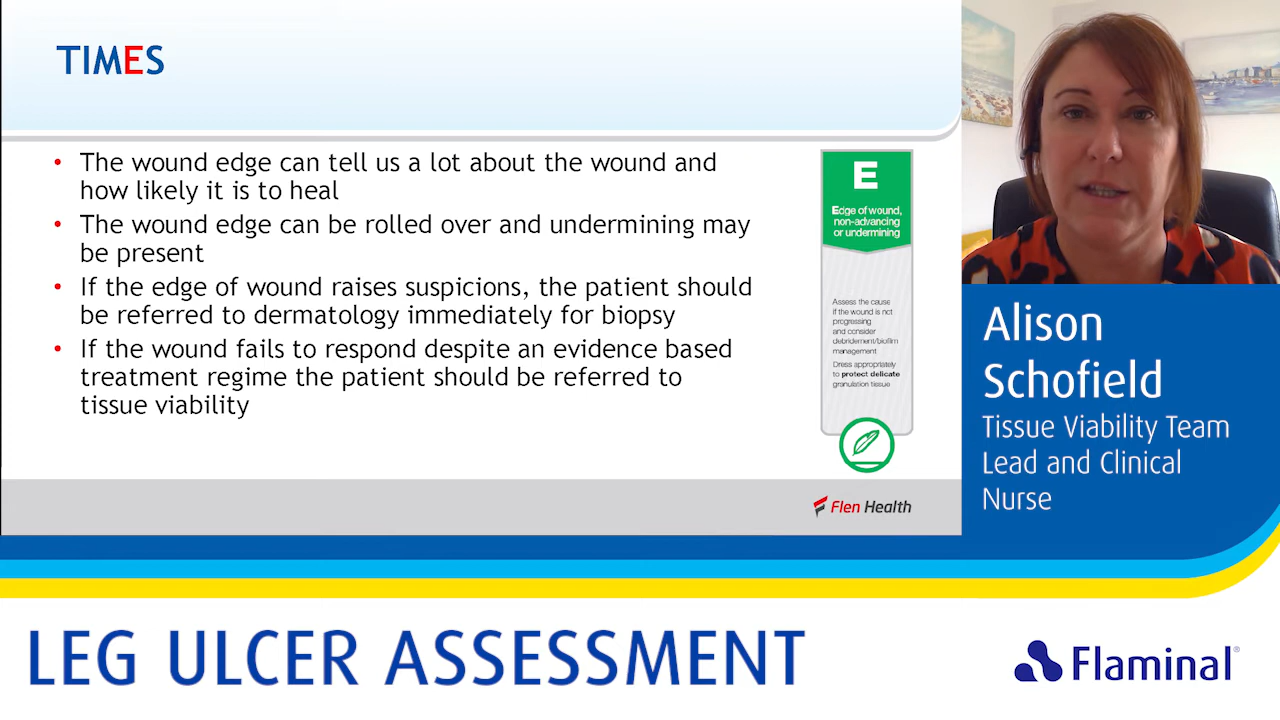 TIMES
• The wound edge can tell us a lot about the wound and
how likely it is to heal
• The wound edge can be rolled over and undermining may
be present
• If the edge of wound raises suspicions, the patient should
be referred to dermatology immediately for biopsy
• If the wound fails to respond despite an evidence based
treatment regime the patient should be referred to
tissue viability
E
Edge of wound,
non-advancing
or undermining
Assess the cause
if the wound is not
progressing
and consider
debridement/biofilm
management
Dress appropriately
to protect delicate
granulation tissue
Flen Health
Alison
Schofield
Tissue Viability Team
Lead and Clinical
Nurse
LEG ULCER ASSESSMENT
Flaminal®